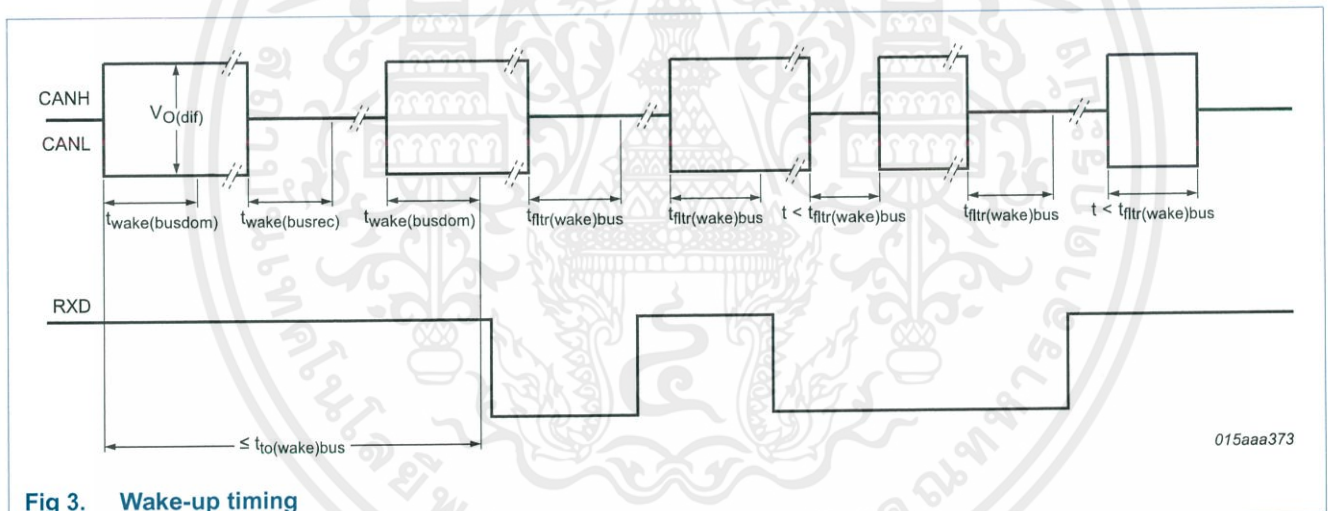 CANH
V_O(dif)
CANL
t_wake(busdom) t_wake(busrec) t_wake(busdom) t_fltr(wake)bus t_fltr(wake)bus t < t_fltr(wake)bus t_fltr(wake)bus t < t_fltr(wake)bus
RXD
≤ t_to(wake)bus
015aaa373
Fig 3. Wake-up timing